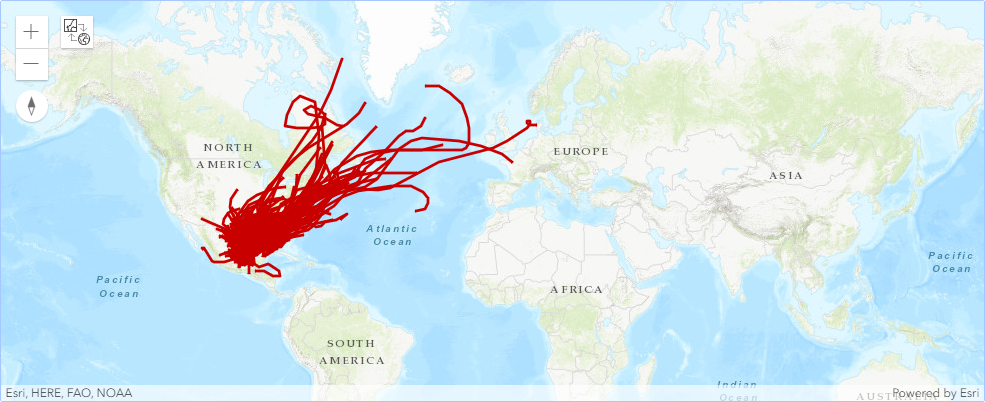 NORTH
AMERICA
EUROPE
ASIA
Atlantic
Ocean
Pacific
Ocean
Pacific
Ocean
AFRICA
SOUTH
AMERICA
Indian
Ocean
AUSTRALIA
Esri, HERE, FAO, NOAA
Powered by Esri